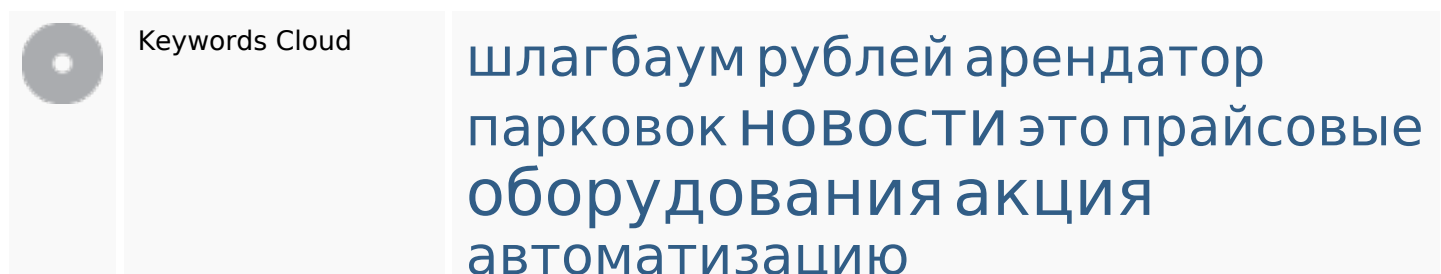 Keywords Cloud
шлагбаум рублей арендатор
парковок новости это прайсовые
оборудования акция
автоматизацию